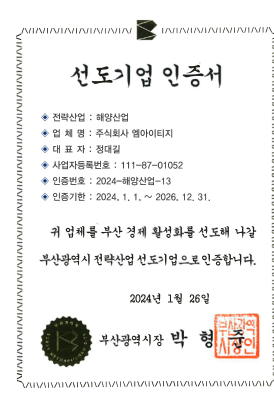 선도기업 인증서
◈ 전략산업 : 해양산업
◈ 업 체 명 : 주식회사 엠아이티지
◈ 대 표 자 : 정대길
◈ 사업자등록번호 : 111-87-01052
◈ 인증번호 : 2024-해양산업-13
◈ 인증기한 : 2024. 1. 1. ~ 2026. 12. 31.
귀 업체를 부산 경제 활성화를 선도해 나갈
부산광역시 전략산업 선도기업으로 인증합니다.
2024년 1월 26일
부산광역시장 박 형 준